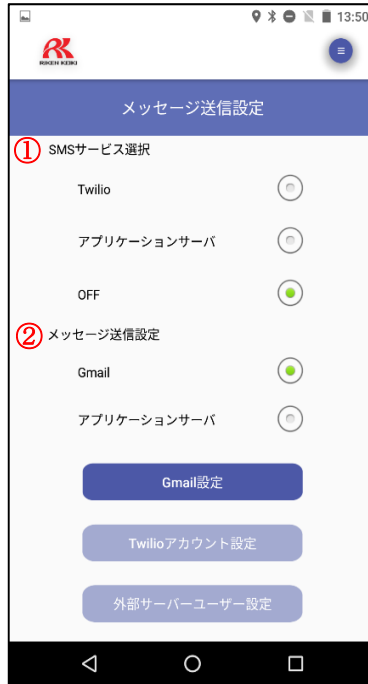 13:50
RK
RIKEN KEIKI
メッセージ送信設定
① SMSサービス選択
Twilio
アプリケーションサーバ
OFF
② メッセージ送信設定
Gmail
アプリケーションサーバ
Gmail設定
Twilioアカウント設定
外部サーバーユーザー設定